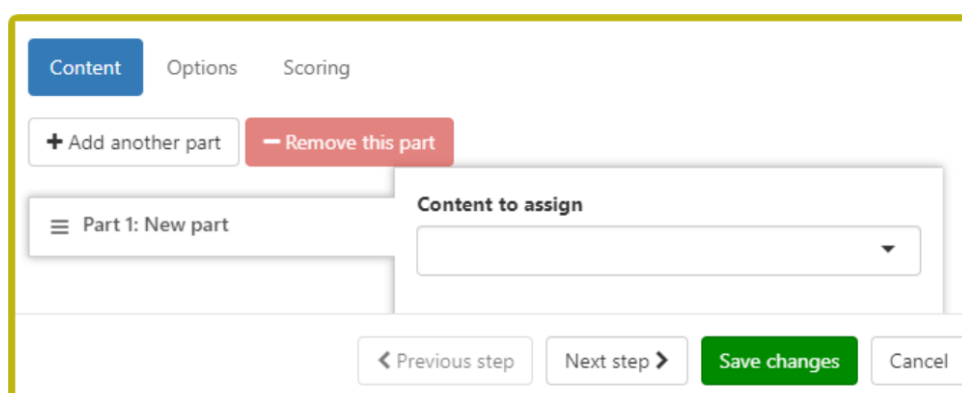 Content Options Scoring
Add another part Remove this part
Content to assign
Part 1: New part
Previous step Next step Save changes Cancel